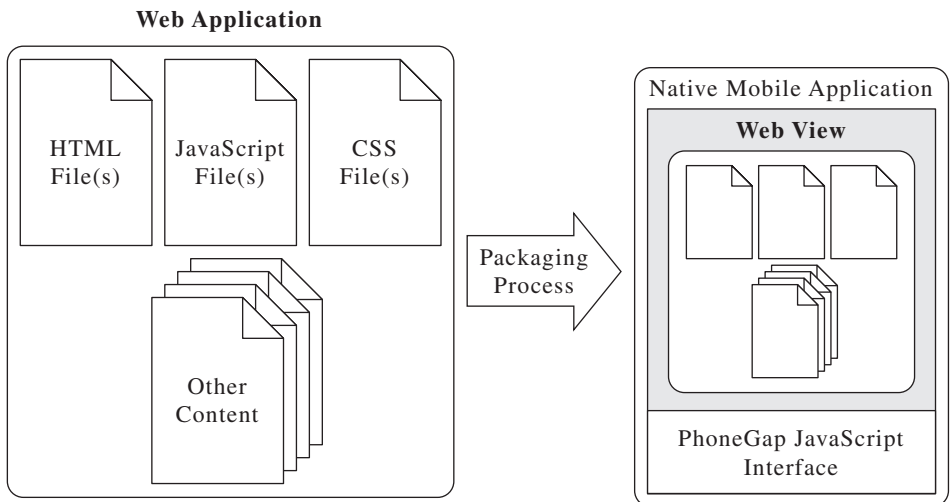 Web Application
HTML
File(s)
JavaScript
File(s)
CSS
File(s)
Other
Content
Packaging
Process
Native Mobile Application
Web View
PhoneGap JavaScript
Interface